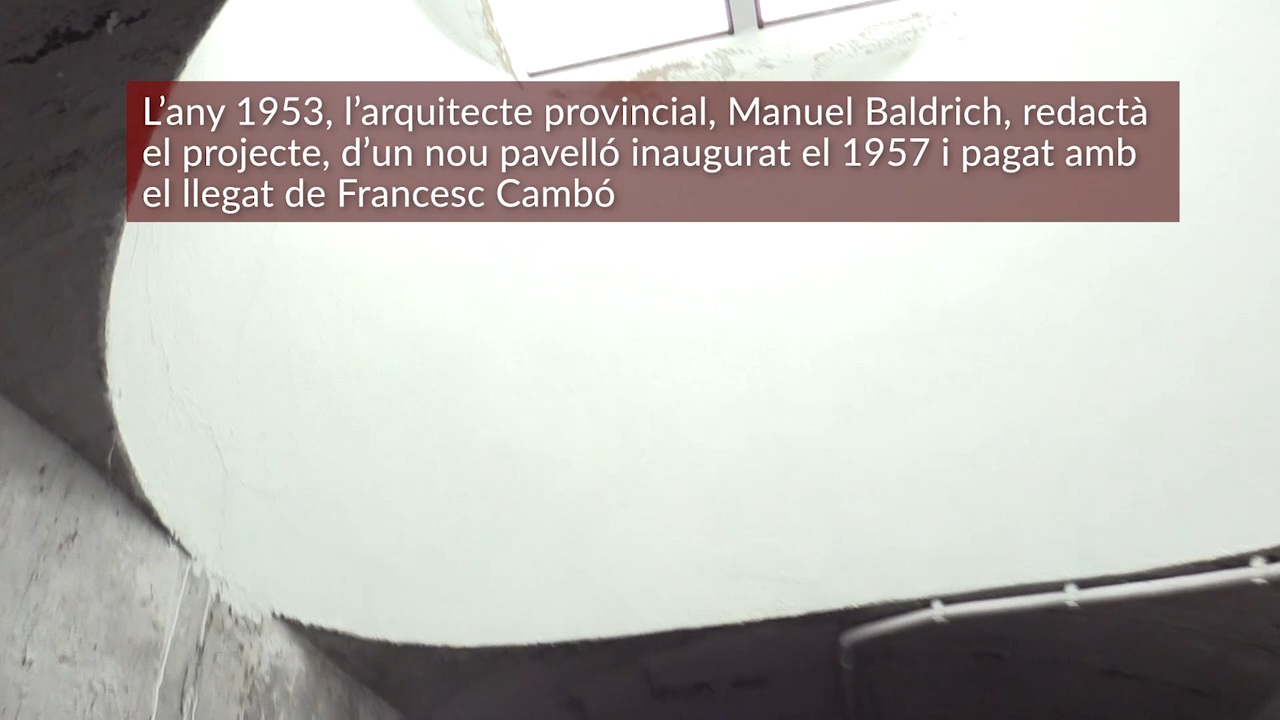 L’any 1953, l’arquitecte provincial, Manuel Baldrich, redactà
el projecte, d’un nou pavelló inaugurat el 1957 i pagat amb
el llegat de Francesc Cambó